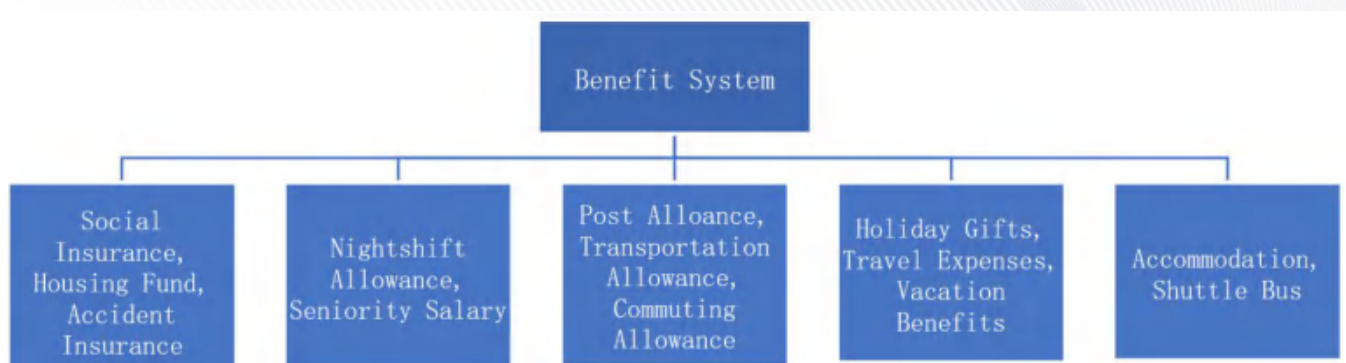 Benefit System
Social
Insurance,
Housing Fund,
Accident
Insurance
Nightshift
Allowance,
Seniority Salary
Post Alloance,
Transportation
Allowance,
Commuting
Allowance
Holiday Gifts,
Travel Expenses,
Vacation
Benefits
Accommodation,
Shuttle Bus